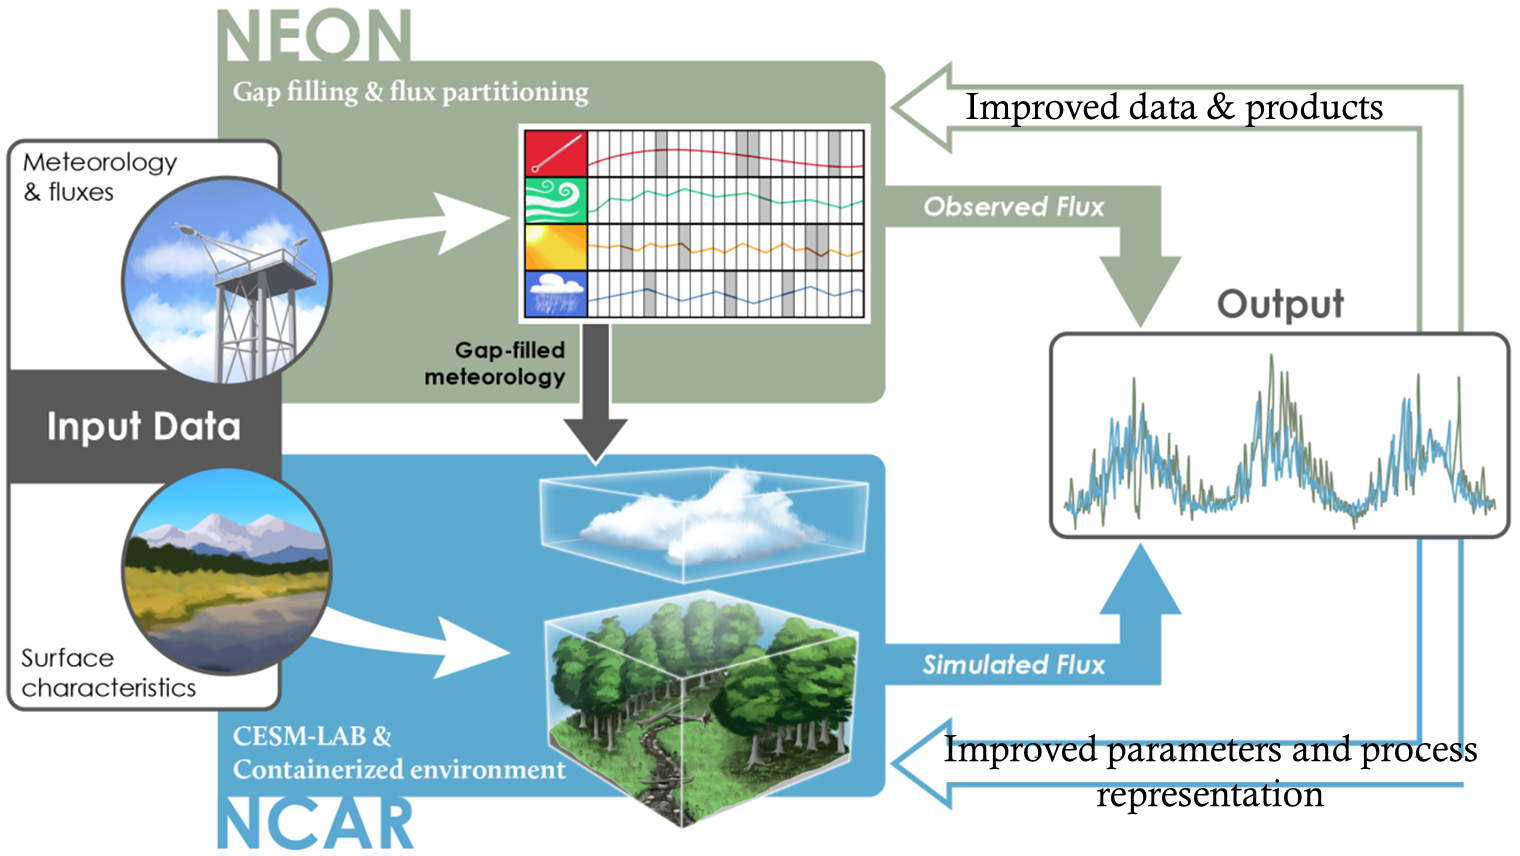 NEON
Gap filling & flux partitioning
Improved data & products
Meteorology
& fluxes
Observed Flux
Output
Gap-filled
meteorology
Input Data
Surface
characteristics
Simulated Flux
CESM-LAB &
Containerized environment
Improved parameters and process
representation
NCAR